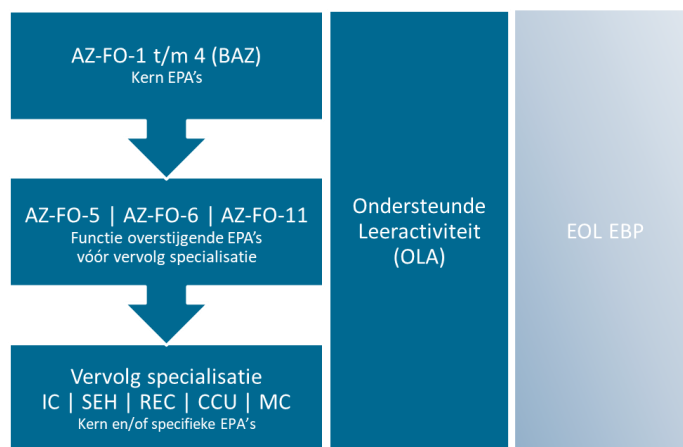 AZ-FO-1 t/m 4 (BAZ)
Kern EPA’s
AZ-FO-5 | AZ-FO-6 | AZ-FO-11
Functie overstijgende EPA’s
vóór vervolg specialisatie
Vervolg specialisatie
IC | SEH | REC | CCU | MC
Kern en/of specifieke EPA’s
Ondersteunde
Leeractiviteit
(OLA)
EOL EBP